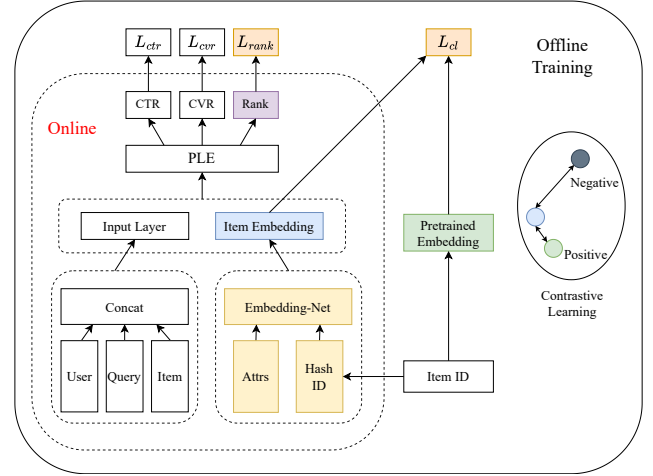 L_ctr
L_cvr
L_rank
L_cl
Offline
Training
CTR
CVR
Rank
Online
PLE
Negative
Input Layer
Item Embedding
Pretrained
Embedding
Positive
Contrastive
Learning
Concat
Embedding-Net
User
Query
Item
Attrs
Hash
ID
Item ID